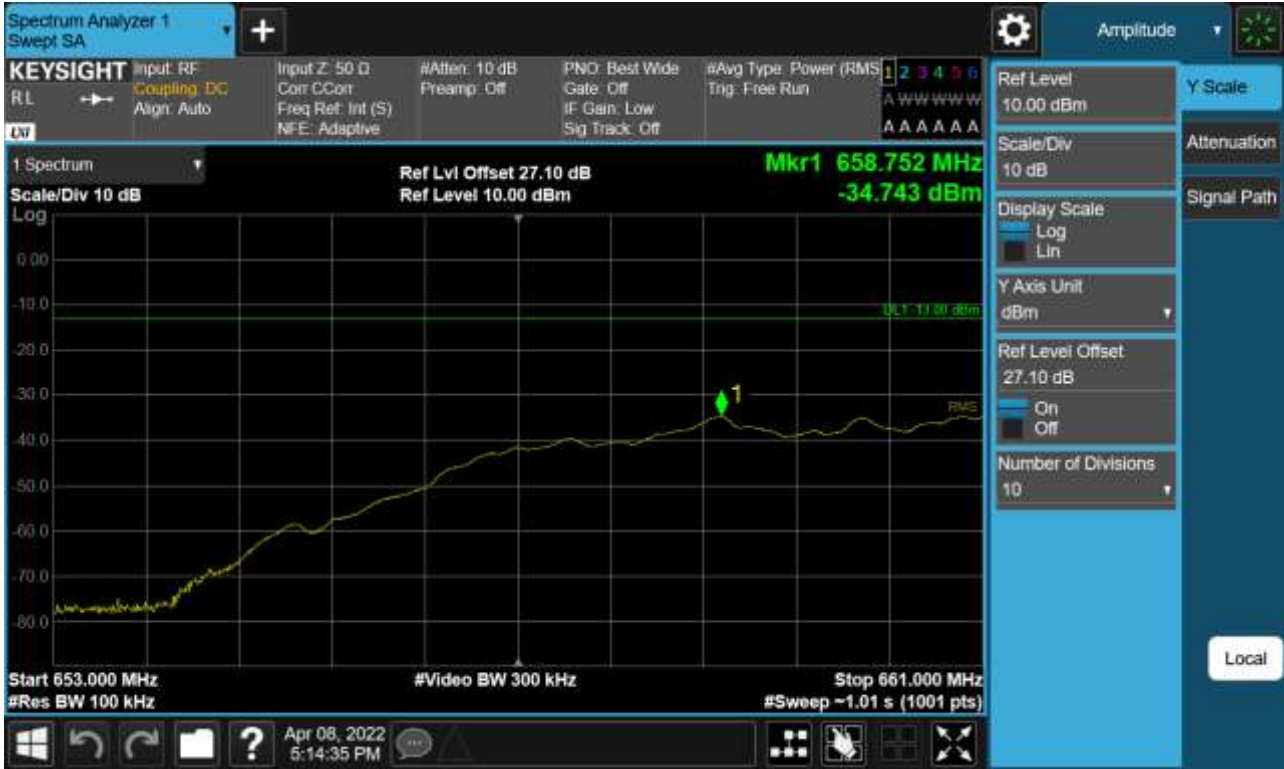 Spectrum Analyzer 1
Swept SA
+
Amplitude
KEYSIGHT
RL
LXI
Input: RF
Coupling: DC
Align: Auto
Input Z: 50 Ω
Corr CCorr
Freq Ref: Int (S)
NFE: Adaptive
#Atten: 10 dB
Preamp: Off
PNO: Best Wide
Gate: Off
IF Gain: Low
Sig Track: Off
#Avg Type: Power (RMS
Trig: Free Run
1 2 3 4 5 6
A W W W W W
A A A A A A
1 Spectrum
Scale/Div 10 dB
Ref Lvl Offset 27.10 dB
Ref Level 10.00 dBm
Mkr1 658.752 MHz
-34.743 dBm
Log
0.00
-10.0
-20.0
-30.0
-40.0
-50.0
-60.0
-70.0
-80.0
DL1 -13.00 dBm
1
RMS
Start 653.000 MHz
#Res BW 100 kHz
#Video BW 300 kHz
Stop 661.000 MHz
#Sweep ~1.01 s (1001 pts)
Ref Level
10.00 dBm
Scale/Div
10 dB
Display Scale
Log
Lin
Y Axis Unit
dBm
Ref Level Offset
27.10 dB
On
Off
Number of Divisions
10
Y Scale
Attenuation
Signal Path
Local
?
Apr 08, 2022
5:14:35 PM